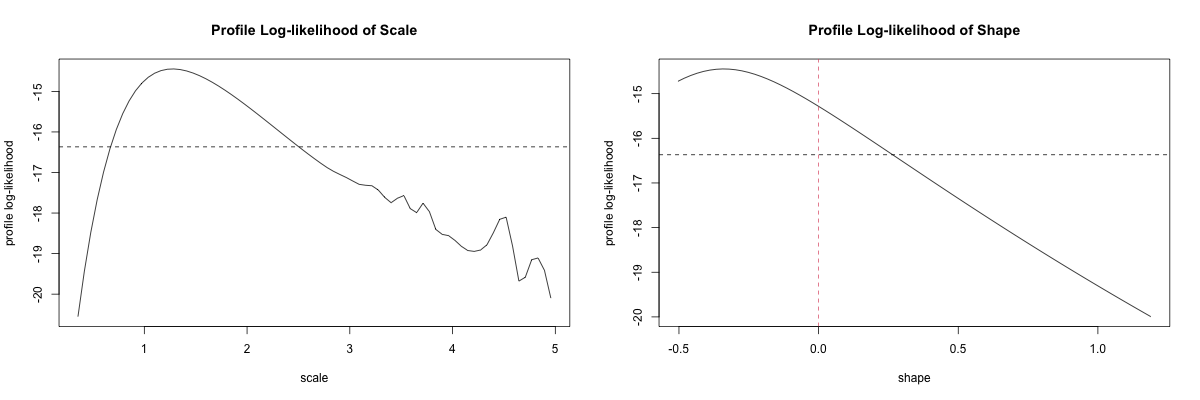 Profile Log-likelihood of Scale
profile log-likelihood
-15
-16
-17
-18
-19
-20
1 2 3 4 5
scale
Profile Log-likelihood of Shape
profile log-likelihood
-15
-16
-17
-18
-19
-20
-0.5 0.0 0.5 1.0
shape